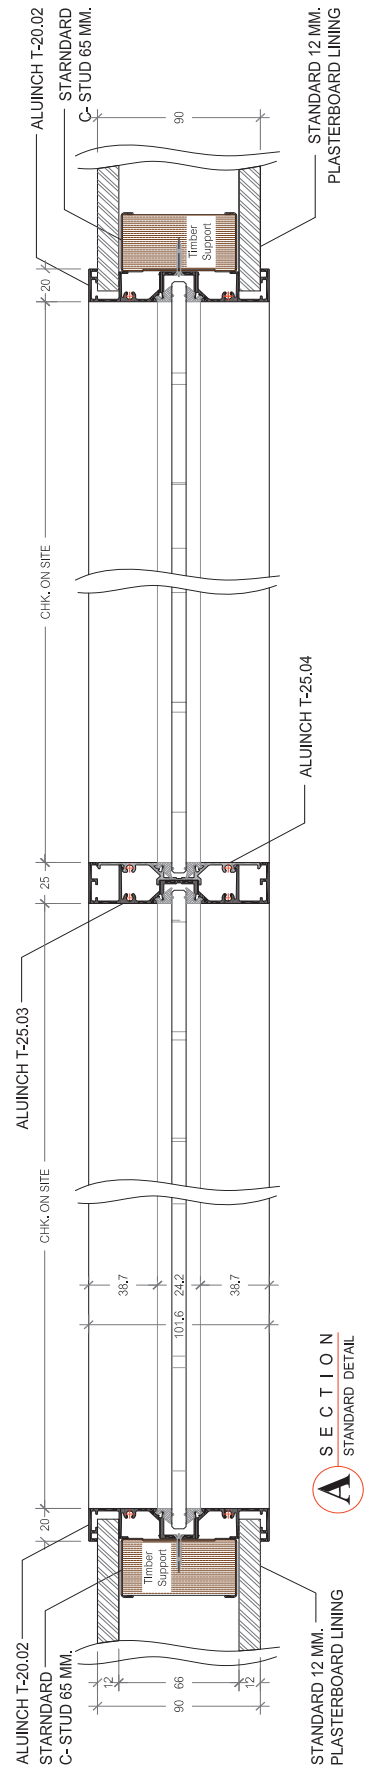 ALUINCH T-20.02
STARNDARD
C- STUD 65 MM.
90
STANDARD 12 MM.
PLASTERBOARD LINING
Timber
Support
20
CHK. ON SITE
ALUINCH T-25.04
25
ALUINCH T-25.03
CHK. ON SITE
38.7
24.2
38.7
101.6
A
SECTION
STANDARD DETAIL
20
TImber
Support
ALUINCH T-20.02
STARNDARD
C- STUD 65 MM.
12
66
12
90
STANDARD 12 MM.
PLASTERBOARD LINING